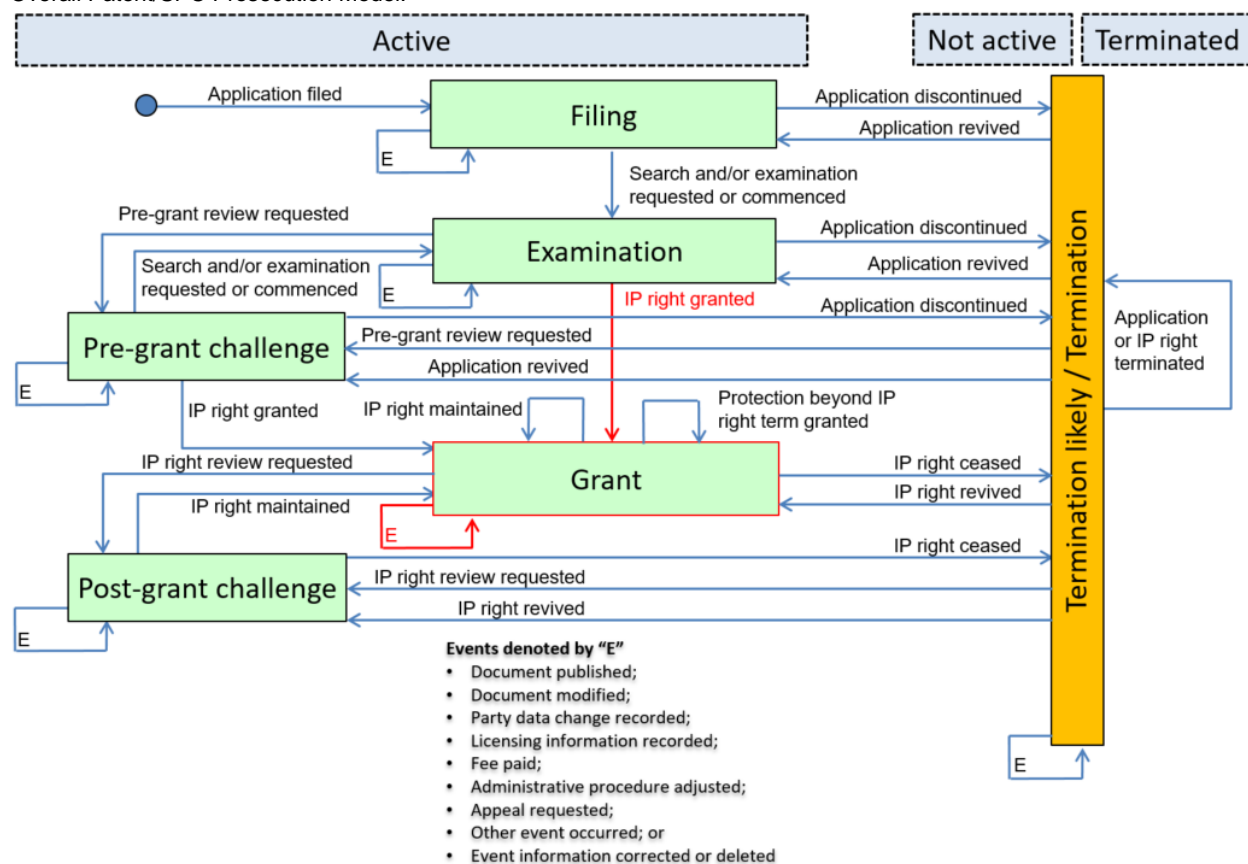 Overall Patent/SPC Prosecution Model:
Active
Not active
Terminated
Application filed
Filing
Application discontinued
Application revived
E
Search and/or examination
requested or commenced
Pre-grant review requested
Examination
Application discontinued
Application revived
Search and/or examination
requested or commenced
E
IP right granted
Application discontinued
Pre-grant challenge
Pre-grant review requested
Application revived
E
Application
or IP right
terminated
Termination likely / Termination
IP right granted
IP right maintained
Protection beyond IP
right term granted
IP right review requested
Grant
IP right ceased
IP right revived
IP right maintained
E
IP right ceased
Post-grant challenge
IP right review requested
IP right revived
E
Events denoted by “E”
• Document published;
• Document modified;
• Party data change recorded;
• Licensing information recorded;
• Fee paid;
• Administrative procedure adjusted;
• Appeal requested;
• Other event occurred; or
• Event information corrected or deleted
E